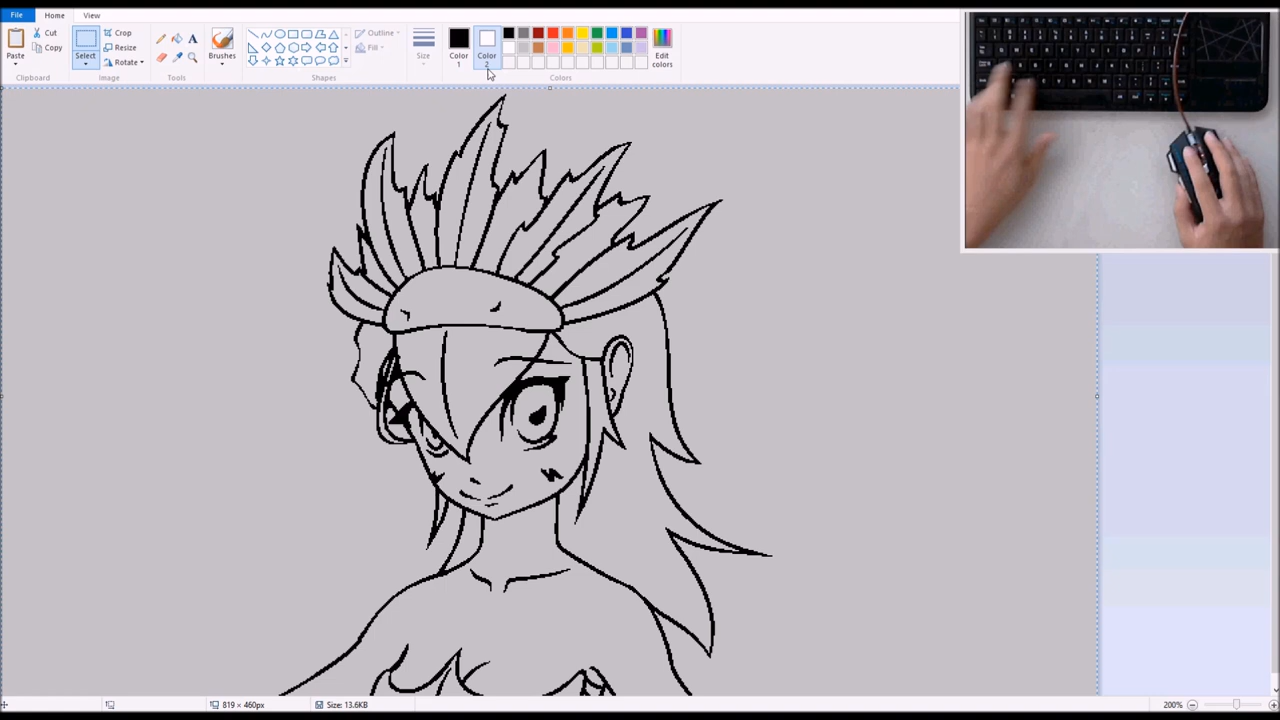 File Home View
Paste Cut Copy
Select Crop Resize Rotate
A
Brushes
Outline Fill
Size
Color 1
Color 2
Edit colors
Clipboard Image Tools Shapes Colors
819 × 460px Size: 13.6KB 200%